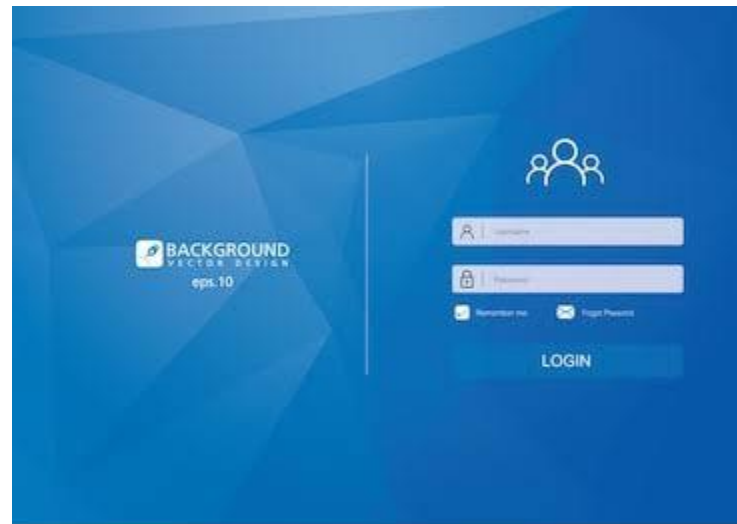 BACKGROUND
VECTOR DESIGN
eps.10
Username
Password
Remember me
Forgot Password
LOGIN